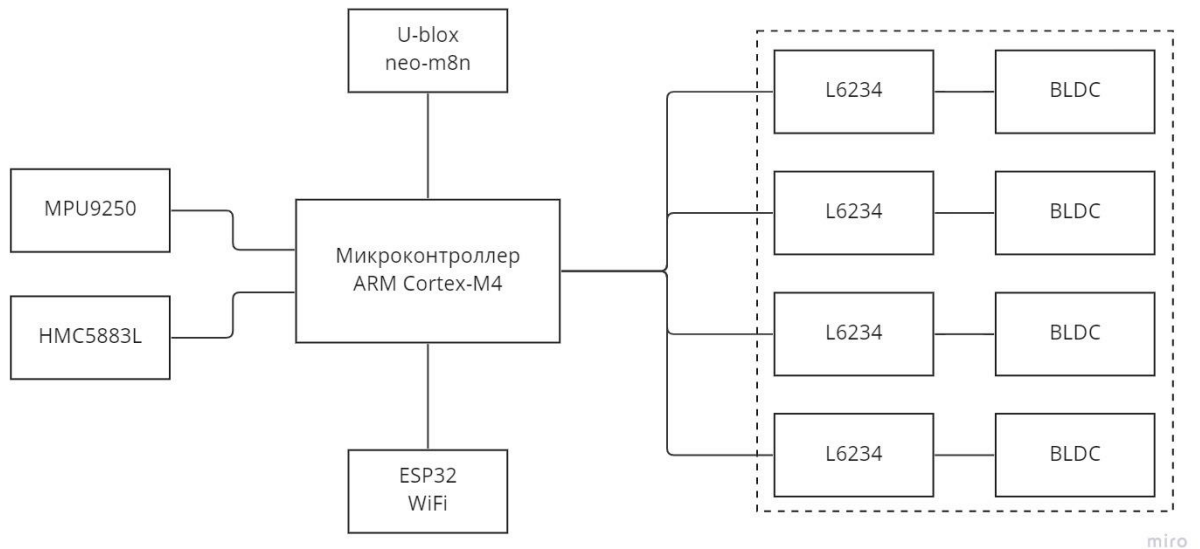 U-blox
neo-m8n
MPU9250
HMC5883L
Микроконтроллер
ARM Cortex-M4
ESP32
WiFi
L6234
BLDC
L6234
BLDC
L6234
BLDC
L6234
BLDC
miro